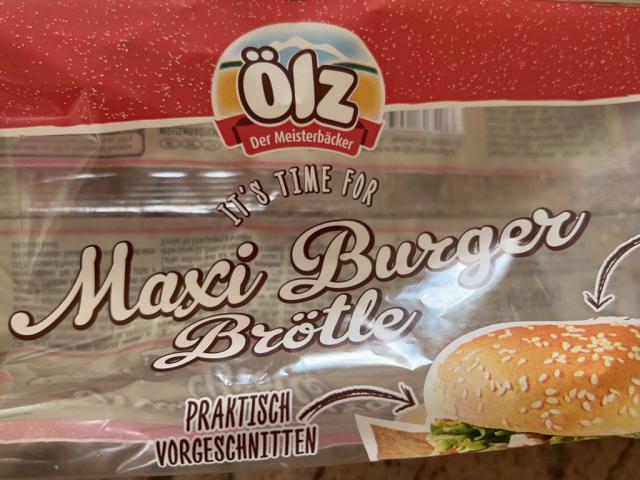 Ölz
Der Meisterbäcker
IT'S TIME FOR
Maxi Burger
Brötle
PRAKTISCH
VORGESCHNITTEN